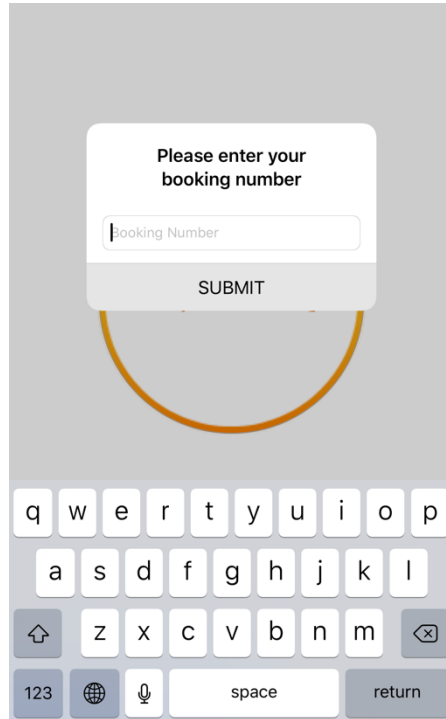 Please enter your
booking number
Booking Number
SUBMIT
q w e r t y u i o p
a s d f g h j k l
z x c v b n m
123 space return